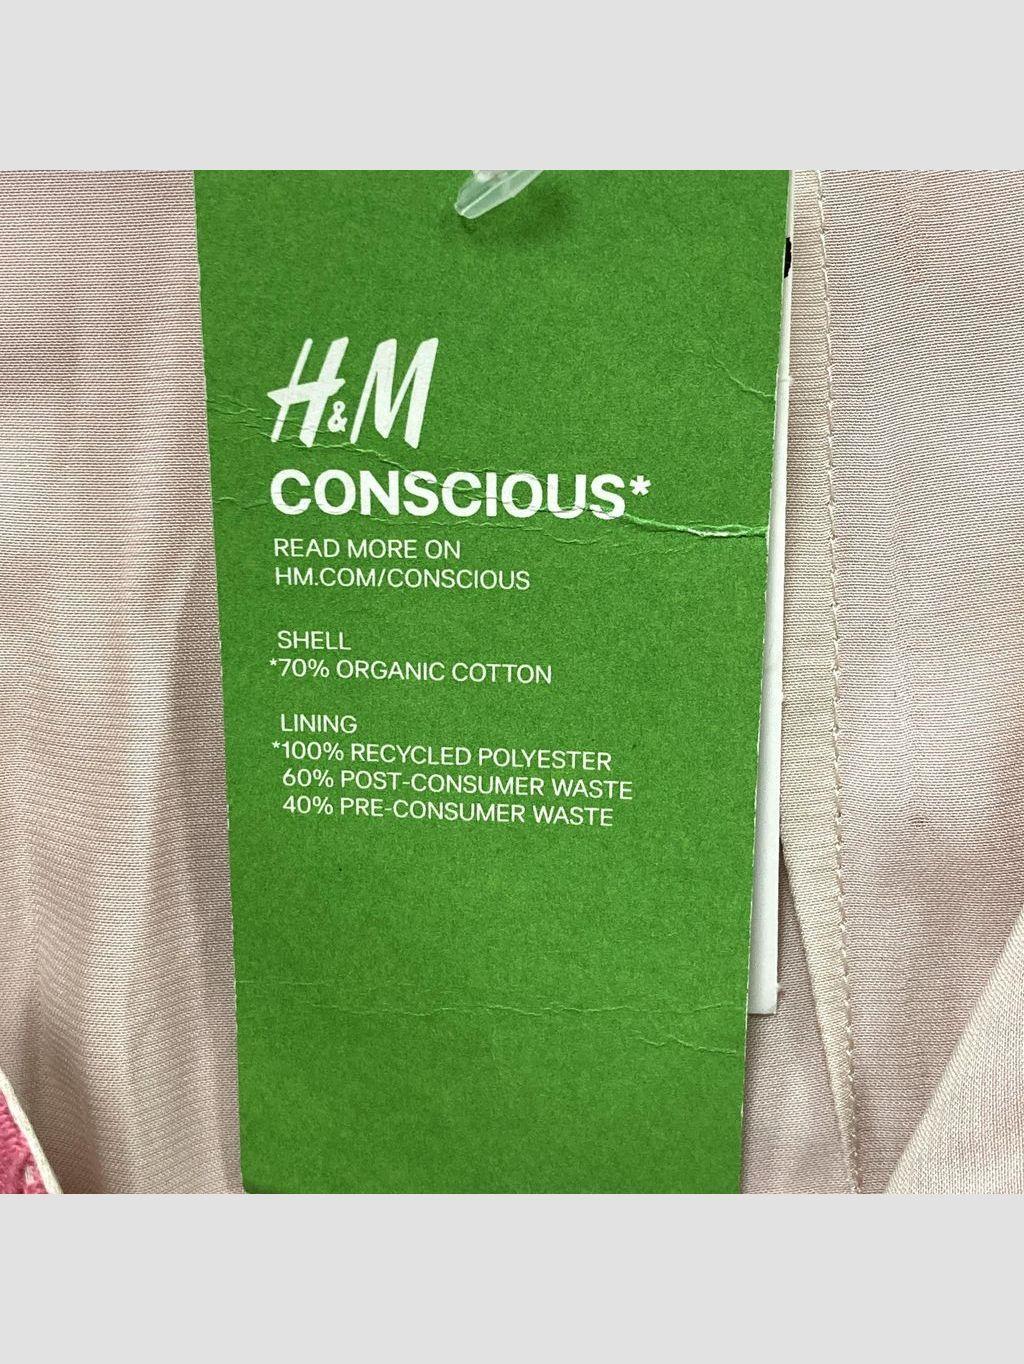 H&M
CONSCIOUS*
READ MORE ON
HM.COM/CONSCIOUS
SHELL
*70% ORGANIC COTTON
LINING
*100% RECYCLED POLYESTER
60% POST-CONSUMER WASTE
40% PRE-CONSUMER WASTE